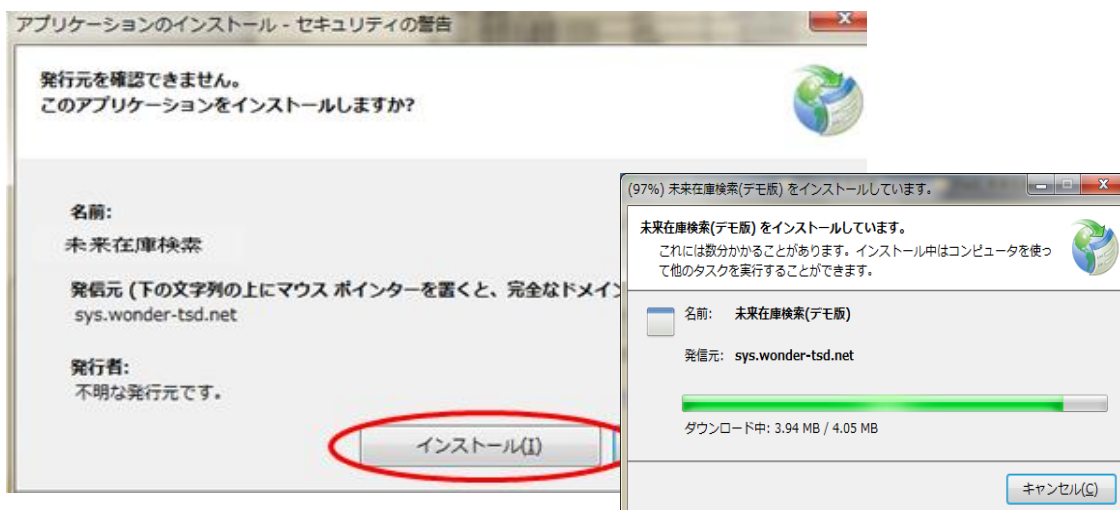 アプリケーションのインストール - セキュリティの警告
発行元を確認できません。
このアプリケーションをインストールしますか?
名前:
未来在庫検索
発信元 (下の文字列の上にマウス ポインターを置くと、完全なドメイン
sys.wonder-tsd.net
発行者:
不明な発行元です。
インストール(I)
(97%) 未来在庫検索(デモ版) をインストールしています。
未来在庫検索(デモ版) をインストールしています。
これには数分かかることがあります。インストール中はコンピュータを使っ
て他のタスクを実行することができます。
名前: 未来在庫検索(デモ版)
発信元: sys.wonder-tsd.net
ダウンロード中: 3.94 MB / 4.05 MB
キャンセル(C)